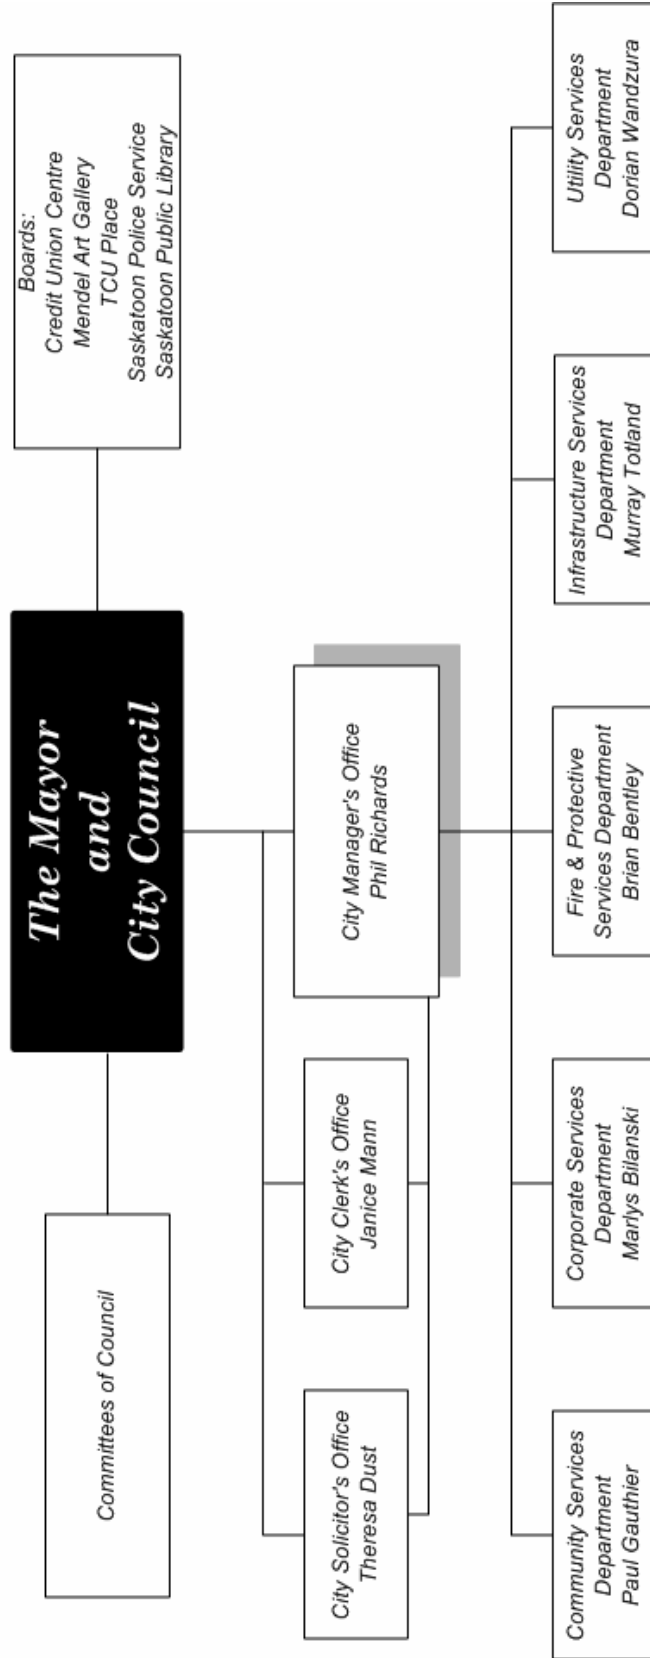 Committees of Council
The Mayor
and
City Council
Boards:
Credit Union Centre
Mendel Art Gallery
TCU Place
Saskatoon Police Service
Saskatoon Public Library
City Solicitor's Office
Theresa Dust
City Clerk's Office
Janice Mann
City Manager's Office
Phil Richards
Community Services
Department
Paul Gauthier
Corporate Services
Department
Marlys Bilanski
Fire & Protective
Services Department
Brian Bentley
Infrastructure Services
Department
Murray Totland
Utility Services
Department
Dorian Wandzura